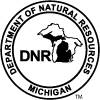 DEPARTMENT OF NATURAL RESOURCES
DNR
MICHIGAN
TM